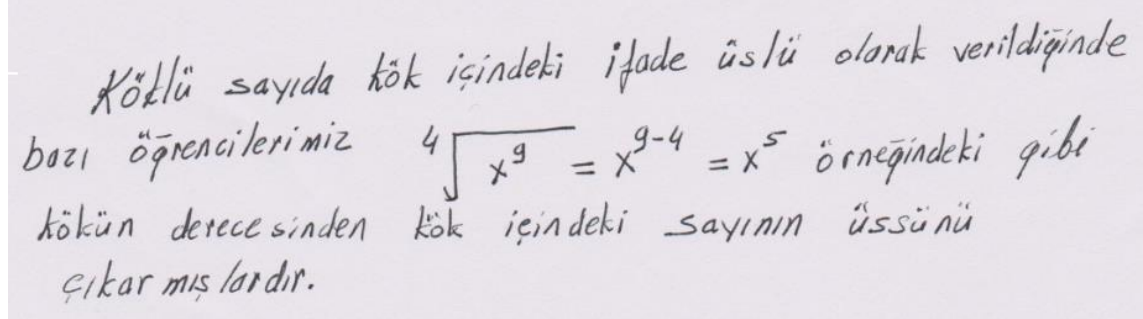 Köklü sayıda kök içindeki ifade üslü olarak verildiğinde
bazı öğrencilerimiz ⁴√x⁹ = x⁹⁻⁴ = x⁵ örneğindeki gibi
kökün derecesinden kök içindeki sayının üssünü
çıkarmışlardır.